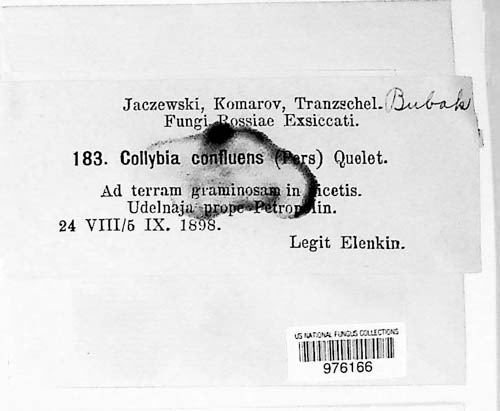 Jaczewski, Komarov, Tranzschel. Bubak
Fungi Rossiae Exsiccati.
183. Collybia confluens (Pers) Quelet.
Ad terram graminosam in
Udelnaja prope Petropolin.
24 VIII/5 IX. 1898.
Legit Elenkin.
US NATIONAL FUNGUS COLLECTIONS
976166